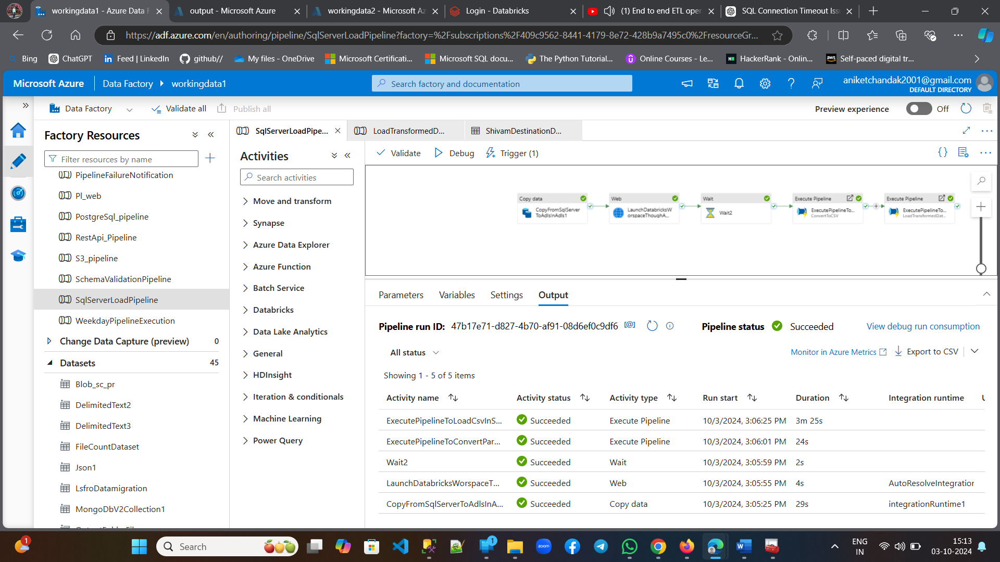 workingdata1 - Azure Data F
output - Microsoft Azure
workingdata2 - Microsoft Az
Login - Databricks
(1) End to end ETL oper
SQL Connection Timeout Iss
https://adf.azure.com/en/authoring/pipeline/SqlServerLoadPipeline?factory=%2Fsubscriptions%2F409c9562-8441-4179-8e72-428b9a7495c0%2FresourceGr...
Bing
ChatGPT
Feed | LinkedIn
github//
My files - OneDrive
Microsoft Certificati...
Microsoft SQL docu...
The Python Tutorial...
Online Courses - Le...
HackerRank - Onlin...
Self-paced digital tr...
Microsoft Azure
Data Factory
workingdata1
Search factory and documentation
aniketchandak2001@gmail.com
DEFAULT DIRECTORY
Data Factory
Validate all
Publish all
Preview experience
Off
Factory Resources
Filter resources by name
PipelineFailureNotification
Pl_web
PostgreSql_pipeline
RestApi_Pipeline
S3_pipeline
SchemaValidationPipeline
SqlServerLoadPipeline
WeekdayPipelineExecution
Change Data Capture (preview) 0
Datasets 45
Blob_sc_pr
DelimitedText2
DelimitedText3
FileCountDataset
Json1
LsfroDatamigration
MongoDbV2Collection1
SqlServerLoadPipe...
LoadTransformedD...
ShivamDestinationD...
Activities
Search activities
Move and transform
Synapse
Azure Data Explorer
Azure Function
Batch Service
Databricks
Data Lake Analytics
General
HDInsight
Iteration & conditionals
Machine Learning
Power Query
Validate
Debug
Trigger (1)
Copy data
CopyFromSqlServer
ToAdlsInAdls1
Web
LaunchDatabricksW
orspaceThoughA...
Wait
Wait2
Execute Pipeline
ExecutePipelineTo...
ConvertToCSV
Execute Pipeline
ExecutePipelineTo...
LoadTransformedDat...
Parameters
Variables
Settings
Output
Pipeline run ID: 47b17e71-d827-4b70-af91-08d6ef0c9df6
Pipeline status Succeeded
View debug run consumption
All status
Monitor in Azure Metrics
Export to CSV
Showing 1 - 5 of 5 items
Activity name Activity status Activity type Run start Duration Integration runtime
ExecutePipelineToLoadCsvInS... Succeeded Execute Pipeline 10/3/2024, 3:06:25 PM 3m 25s
ExecutePipelineToConvertPar... Succeeded Execute Pipeline 10/3/2024, 3:06:01 PM 24s
Wait2 Succeeded Wait 10/3/2024, 3:05:59 PM 2s
LaunchDatabricksWorspaceT... Succeeded Web 10/3/2024, 3:05:55 PM 4s AutoResolveIntegration
CopyFromSqlServerToAdlsInA... Succeeded Copy data 10/3/2024, 3:05:25 PM 29s integrationRuntime1
1
Search
1
zoom
ENG
IN
15:13
03-10-2024